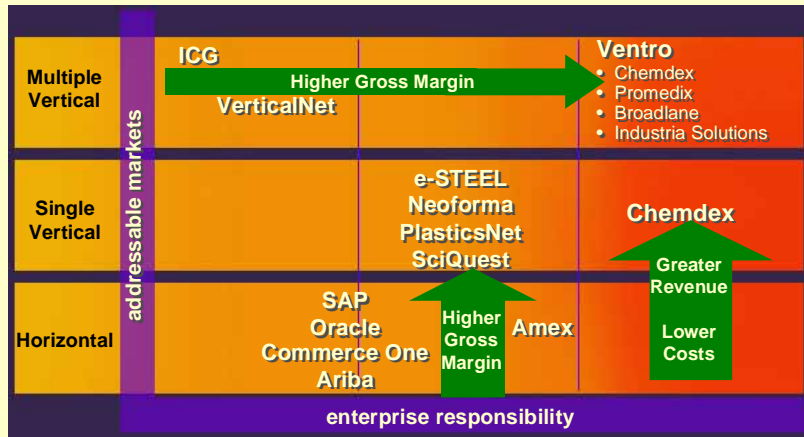 Multiple
Vertical
ICG
Higher Gross Margin
VerticalNet
Ventro
• Chemdex
• Promedix
• Broadlane
• Industria Solutions
addressable markets
Single
Vertical
e-STEEL
Neoforma
PlasticsNet
SciQuest
Chemdex
Greater
Revenue
Lower
Costs
Horizontal
SAP
Oracle
Commerce One
Ariba
Higher
Gross
Margin
Amex
enterprise responsibility